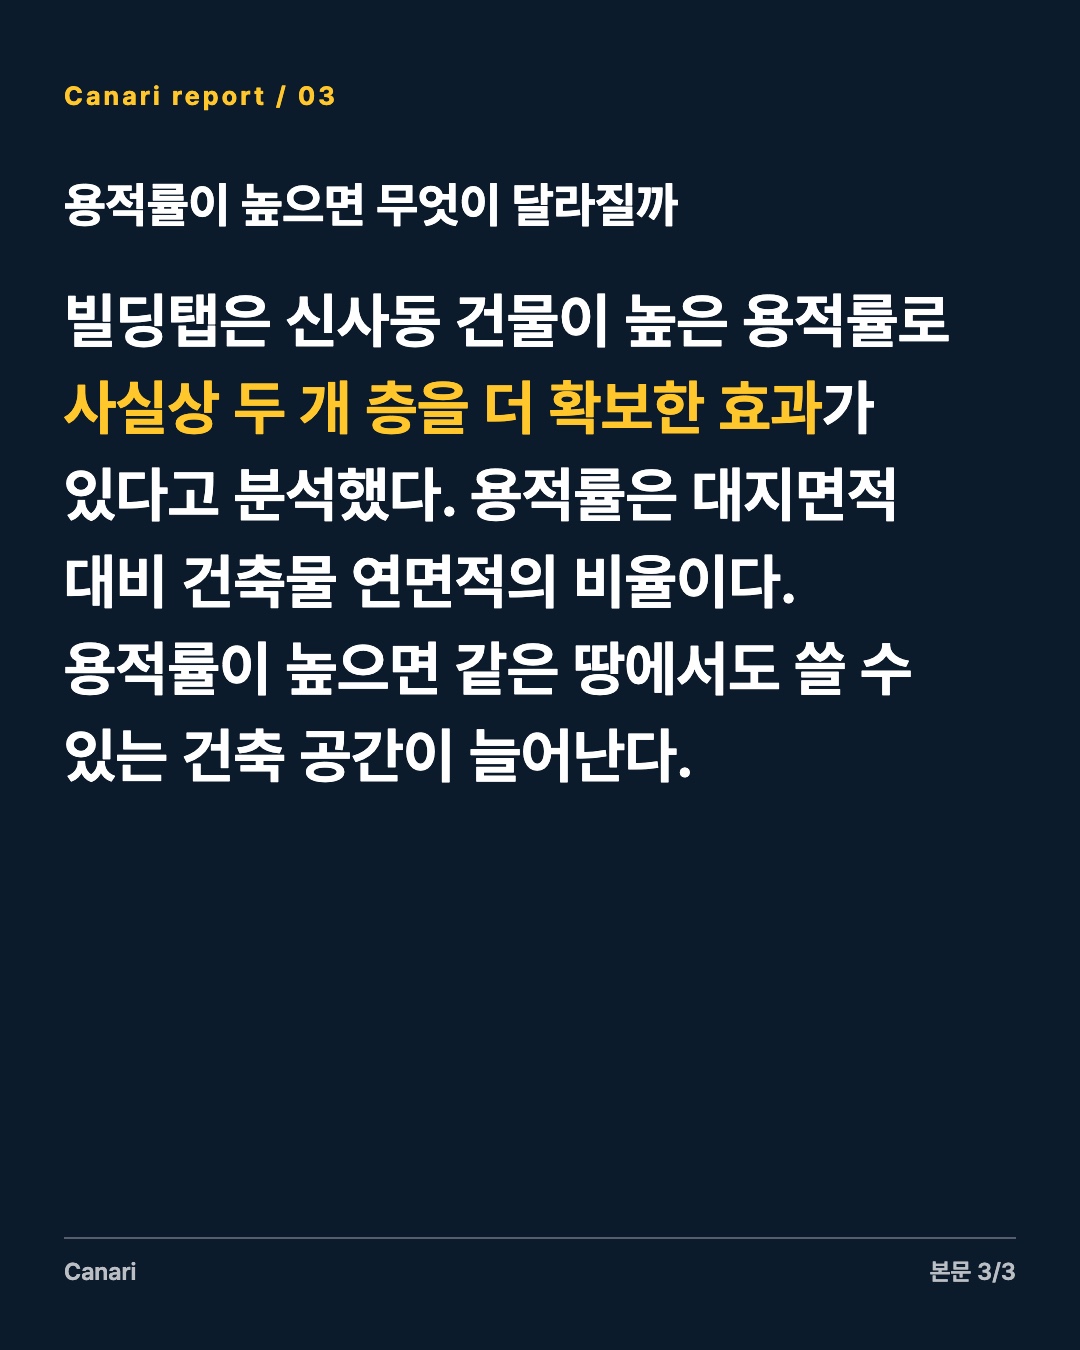 Canari report / 03
용적률이 높으면 무엇이 달라질까
빌딩탭은 신사동 건물이 높은 용적률로
사실상 두 개 층을 더 확보한 효과가
있다고 분석했다. 용적률은 대지면적
대비 건축물 연면적의 비율이다.
용적률이 높으면 같은 땅에서도 쓸 수
있는 건축 공간이 늘어난다.
Canari
본문 3/3